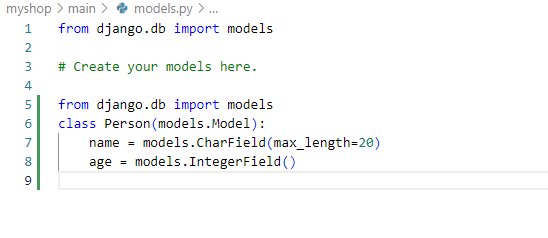 myshop > main > models.py > ...
1 from django.db import models
2
3 # Create your models here.
4
5 from django.db import models
6 class Person(models.Model):
7     name = models.CharField(max_length=20)
8     age = models.IntegerField()
9